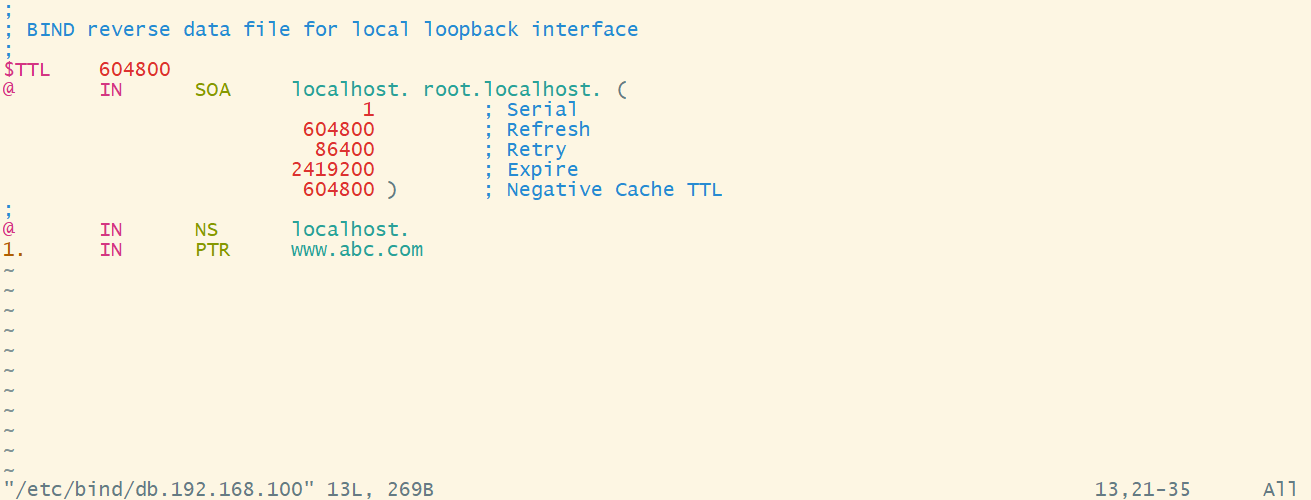 ;
; BIND reverse data file for local loopback interface
;
$TTL    604800
@       IN      SOA     localhost. root.localhost. (
                              1         ; Serial
                         604800         ; Refresh
                          86400         ; Retry
                        2419200         ; Expire
                         604800 )       ; Negative Cache TTL
;
@       IN      NS      localhost.
1.      IN      PTR     www.abc.com
~
~
~
~
~
~
~
~
~
~
~
"/etc/bind/db.192.168.100" 13L, 269B                                                       13,21-35      All